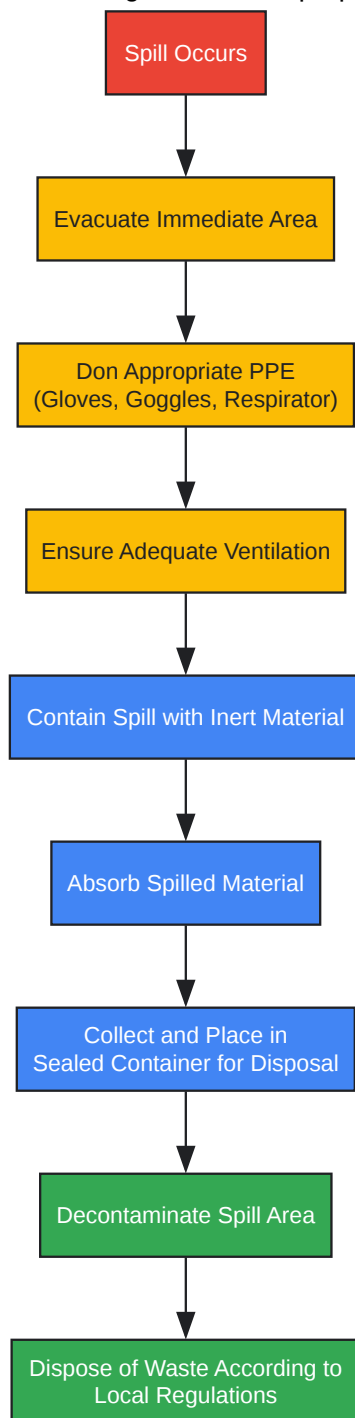 Spill Occurs
Evacuate Immediate Area
Don Appropriate PPE
(Gloves, Goggles, Respirator)
Ensure Adequate Ventilation
Contain Spill with Inert Material
Absorb Spilled Material
Collect and Place in
Sealed Container for Disposal
Decontaminate Spill Area
Dispose of Waste According to
Local Regulations